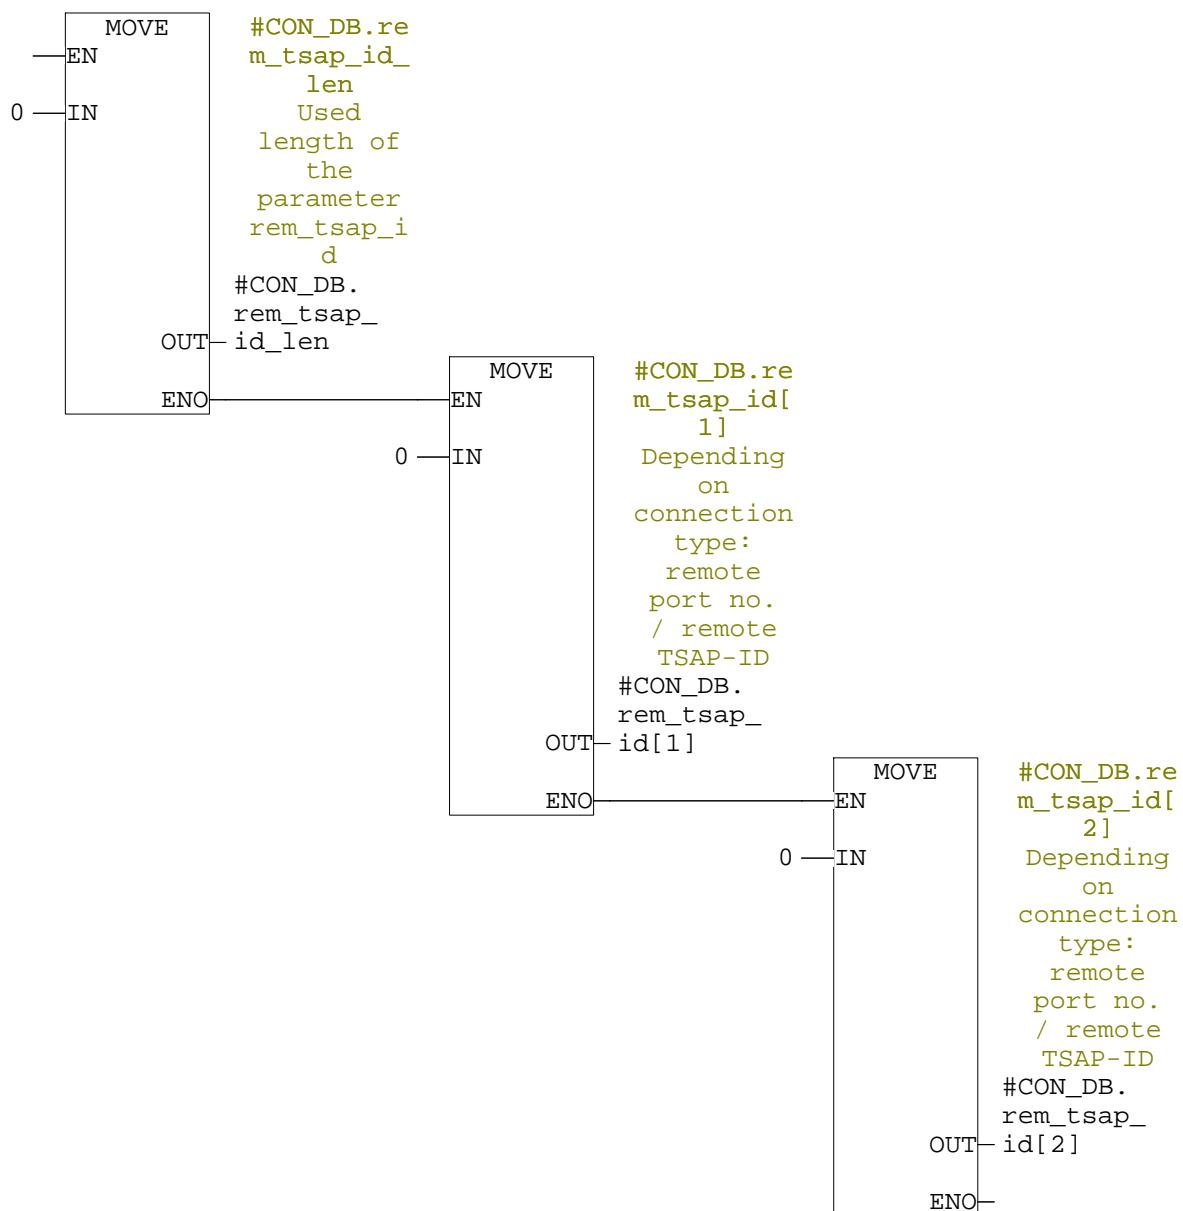 MOVE
EN
0
IN
#CON_DB.re
m_tsap_id_
len
Used
length of
the
parameter
rem_tsap_i
d
#CON_DB.
rem_tsap_
OUT id_len
ENO
MOVE
EN
0
IN
#CON_DB.re
m_tsap_id[
1]
Depending
on
connection
type:
remote
port no.
/ remote
TSAP-ID
#CON_DB.
rem_tsap_
OUT id[1]
ENO
MOVE
EN
0
IN
#CON_DB.re
m_tsap_id[
2]
Depending
on
connection
type:
remote
port no.
/ remote
TSAP-ID
#CON_DB.
rem_tsap_
OUT id[2]
ENO